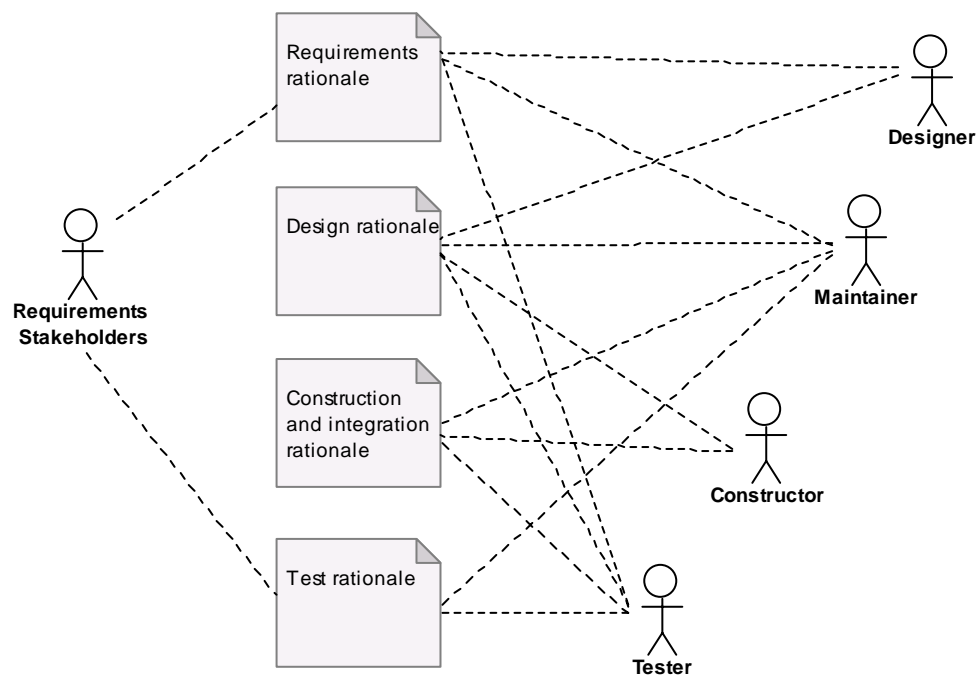 Requirements
rationale
Designer
Design rationale
Maintainer
Requirements
Stakeholders
Construction
and integration
rationale
Constructor
Test rationale
Tester